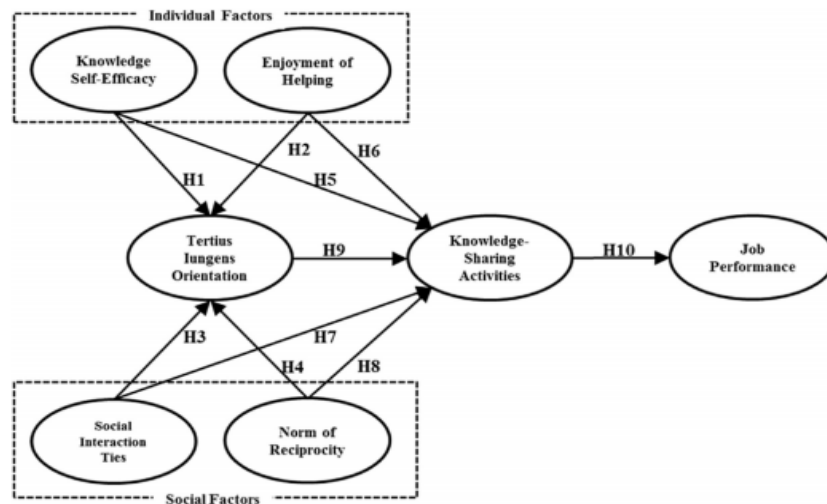 Individual Factors
Knowledge
Self-Efficacy
Enjoyment of
Helping
H1
H2
H5
H6
Tertius
Iungens
Orientation
H9
Knowledge-
Sharing
Activities
H10
Job
Performance
H3
H7
H4
H8
Social
Interaction
Ties
Norm of
Reciprocity
Social Factors